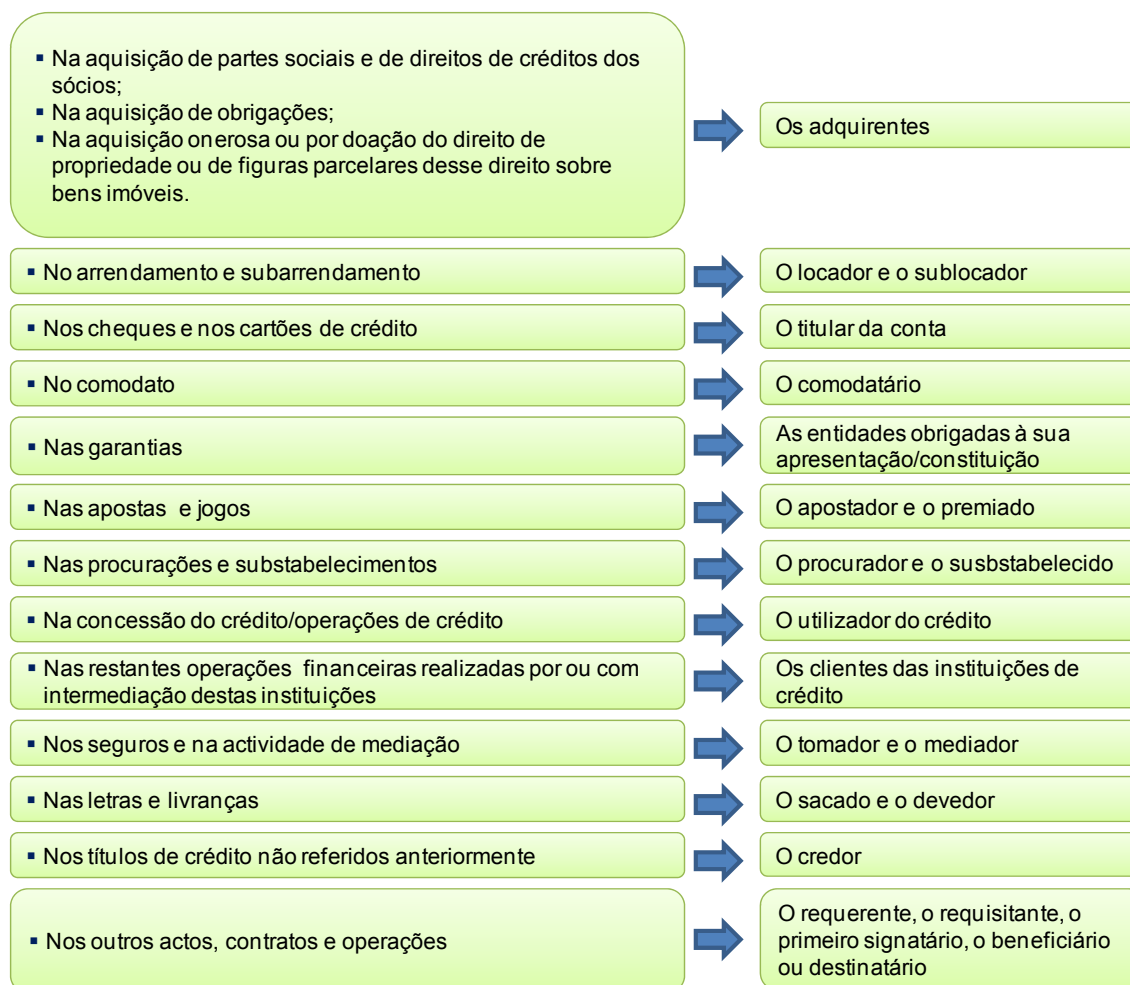 ▪ Na aquisição de partes sociais e de direitos de créditos dos
sócios;
▪ Na aquisição de obrigações;
▪ Na aquisição onerosa ou por doação do direito de
propriedade ou de figuras parcelares desse direito sobre
bens imóveis.
Os adquirentes
▪ No arrendamento e subarrendamento
O locador e o sublocador
▪ Nos cheques e nos cartões de crédito
O titular da conta
▪ No comodato
O comodatário
▪ Nas garantias
As entidades obrigadas à sua
apresentação/constituição
▪ Nas apostas e jogos
O apostador e o premiado
▪ Nas procurações e substabelecimentos
O procurador e o susbstabelecido
▪ Na concessão do crédito/operações de crédito
O utilizador do crédito
▪ Nas restantes operações financeiras realizadas por ou com
intermediação destas instituições
Os clientes das instituições de
crédito
▪ Nos seguros e na actividade de mediação
O tomador e o mediador
▪ Nas letras e livranças
O sacado e o devedor
▪ Nos títulos de crédito não referidos anteriormente
O credor
▪ Nos outros actos, contratos e operações
O requerente, o requisitante, o
primeiro signatário, o beneficiário
ou destinatário